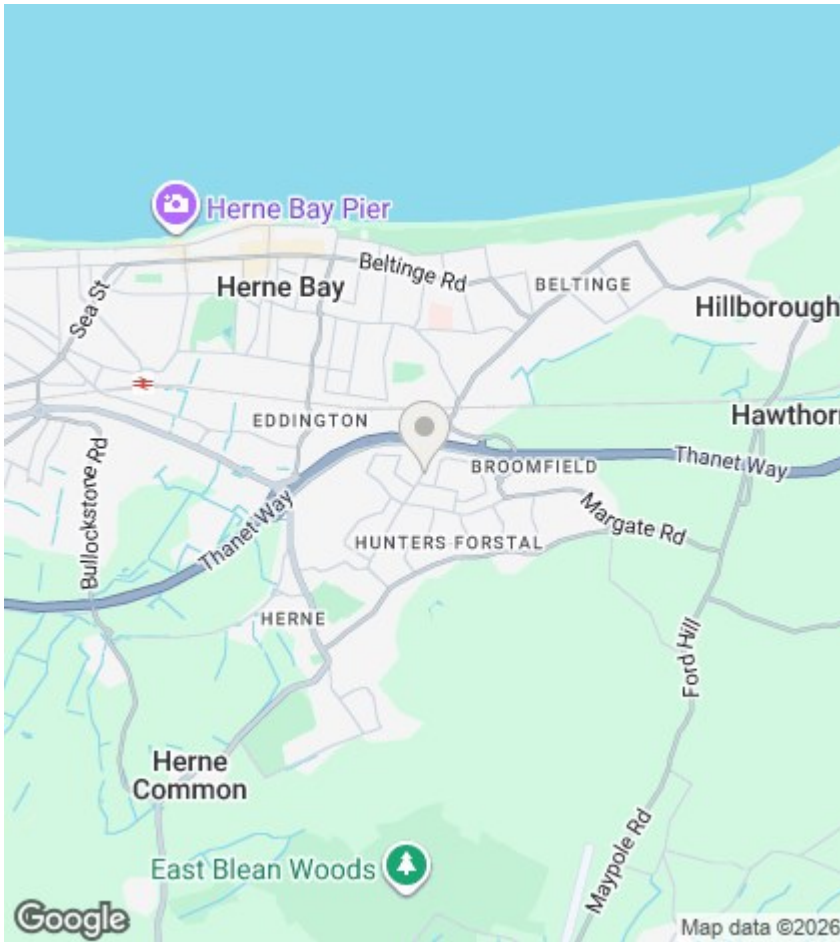 Herne Bay Pier
Beltinge Rd
Sea St
Herne Bay
BELTINGE
Hillborough
EDDINGTON
Hawthorn
BROOMFIELD
Thanet Way
Bullockstone Rd
Thanet Way
HUNTERS FORSTAL
Margate Rd
HERNE
Ford Hill
Herne
Common
Maypole Rd
East Blean Woods
Google
Map data ©2026